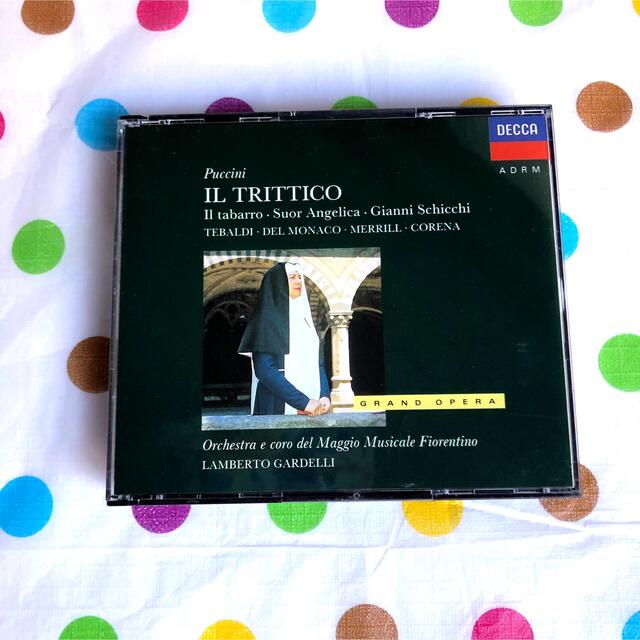 DECCA
ADRM
Puccini
IL TRITTICO
Il tabarro · Suor Angelica · Gianni Schicchi
TEBALDI · DEL MONACO · MERRILL · CORENA
GRAND OPERA
Orchestra e coro del Maggio Musicale Fiorentino
LAMBERTO GARDELLI